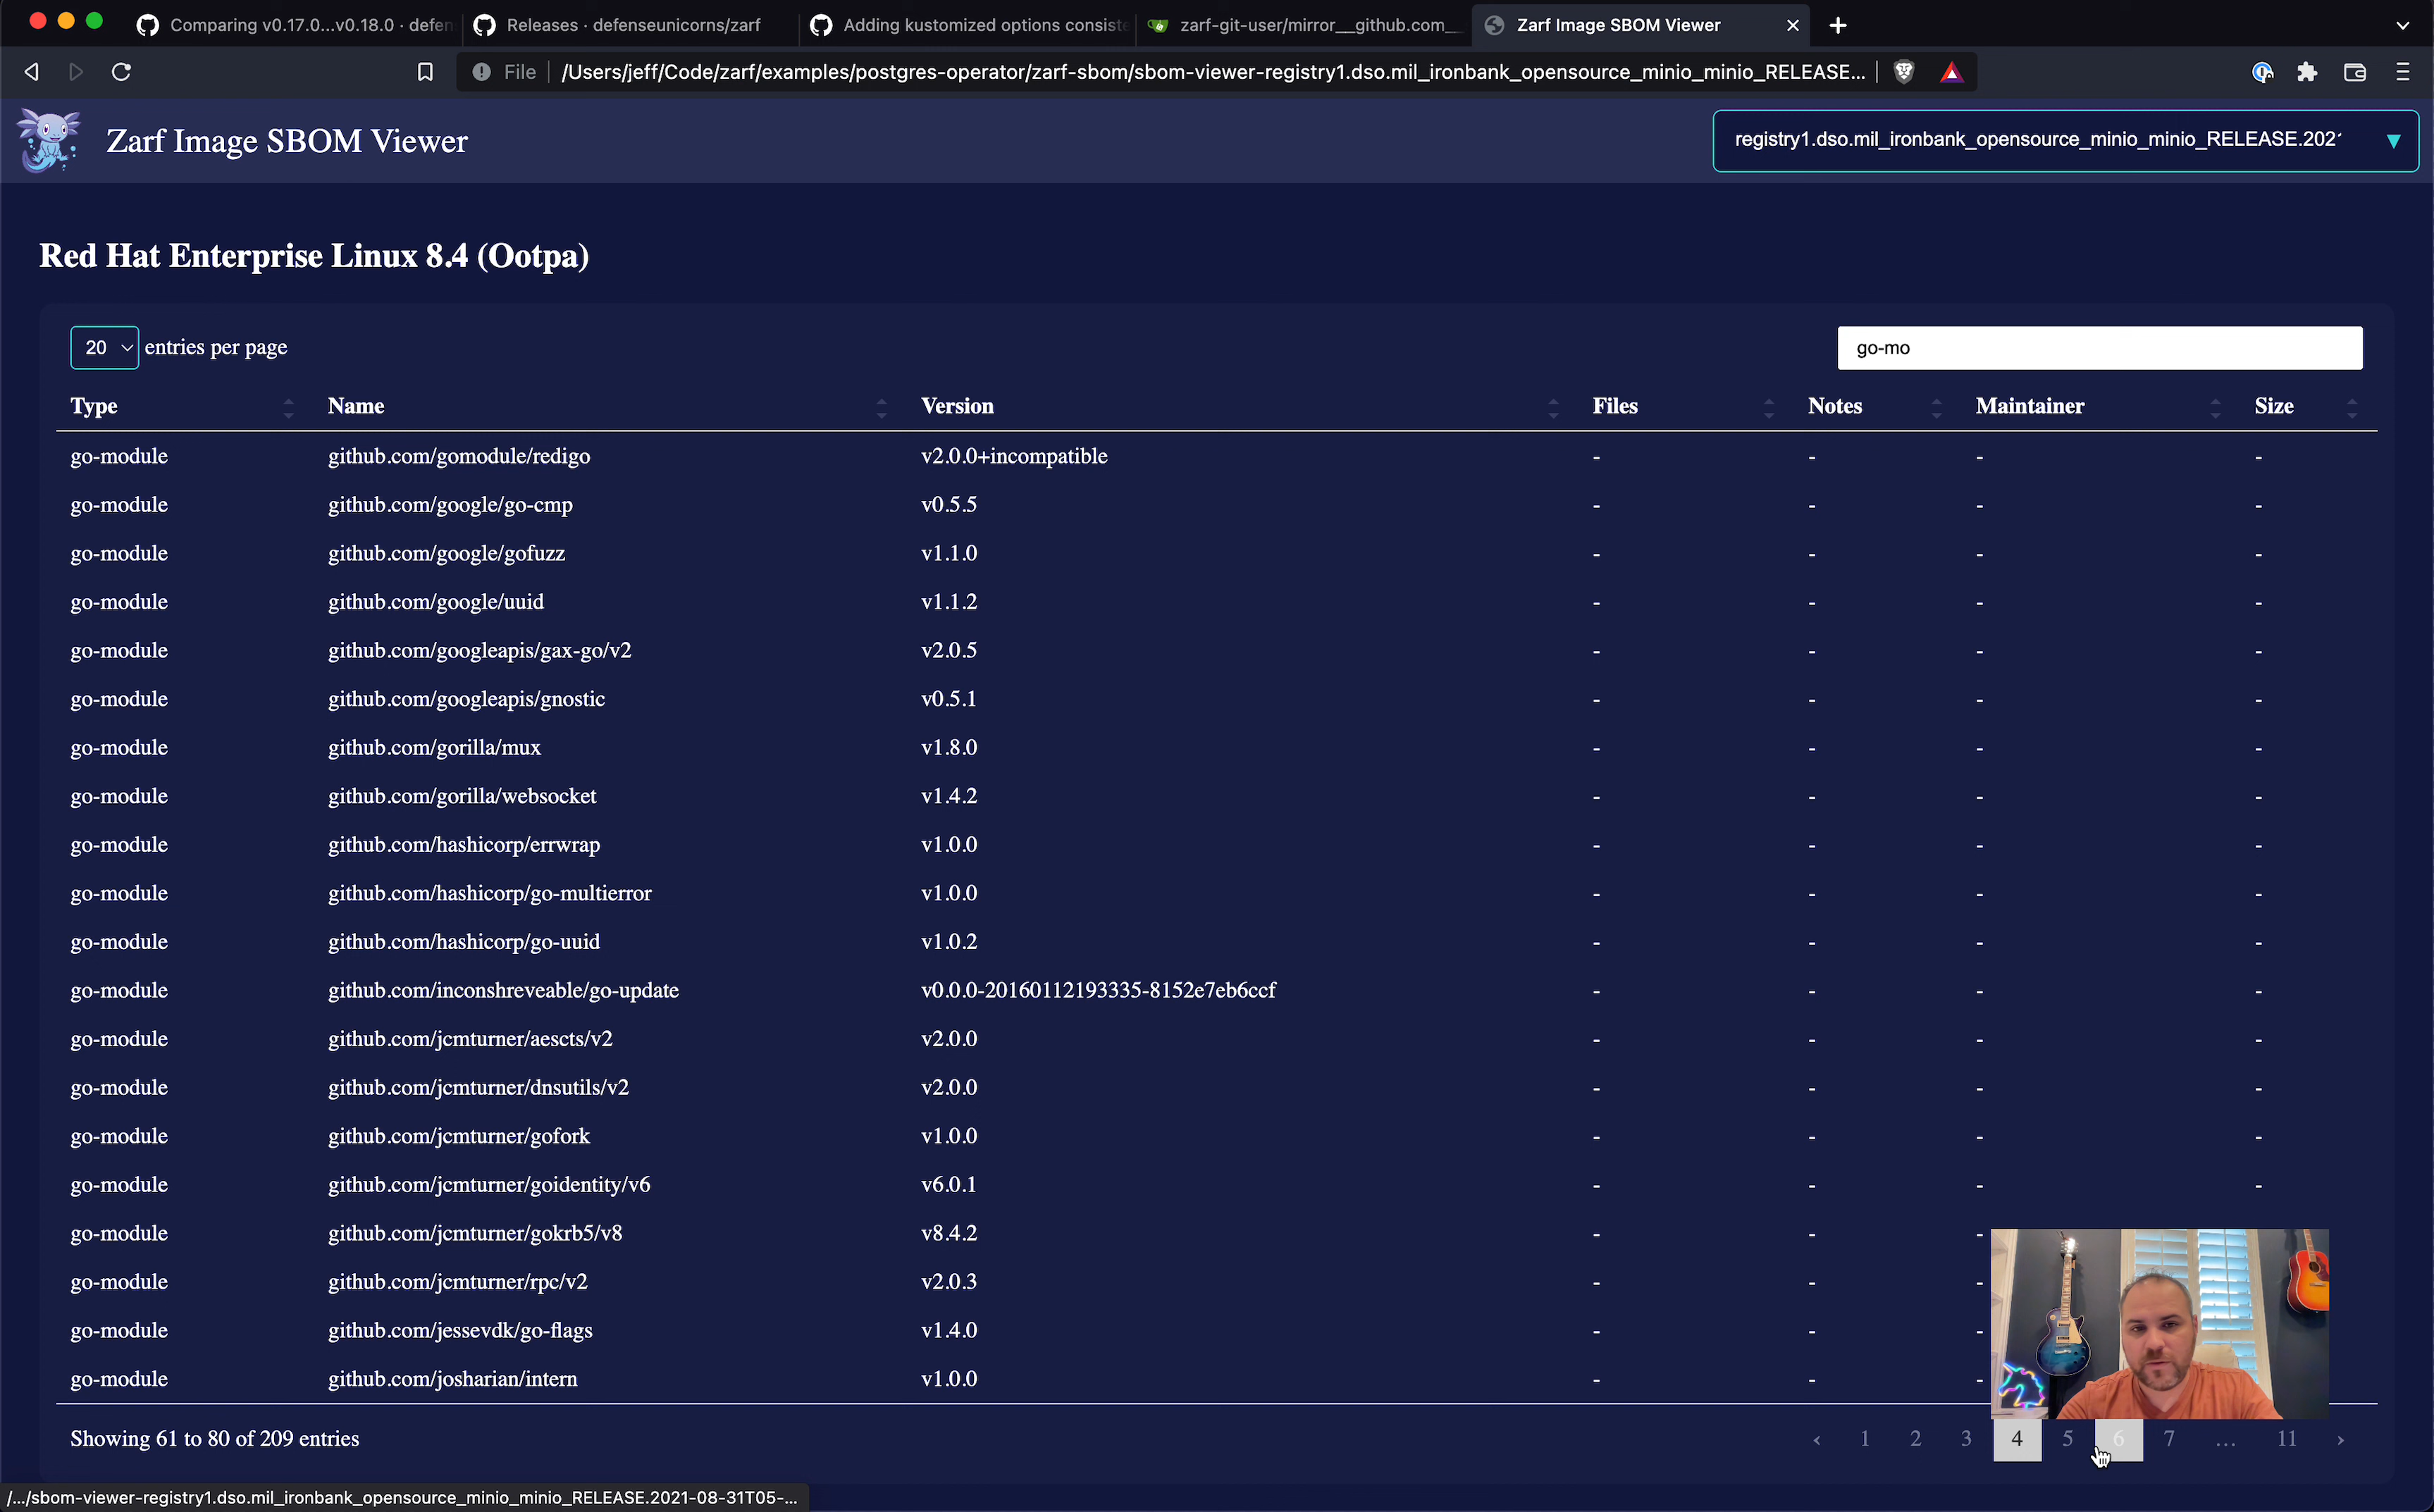 Comparing v0.17.0...v0.18.0 · defen
Releases · defenseunicorns/zarf
Adding kustomized options consiste
zarf-git-user/mirror__github.com__
Zarf Image SBOM Viewer
File
/Users/jeff/Code/zarf/examples/postgres-operator/zarf-sbom/sbom-viewer-registry1.dso.mil_ironbank_opensource_minio_minio_RELEASE...
Zarf Image SBOM Viewer
registry1.dso.mil_ironbank_opensource_minio_minio_RELEASE.202
Red Hat Enterprise Linux 8.4 (Ootpa)
20 entries per page
go-mo
Type Name Version Files Notes Maintainer Size
go-module github.com/gomodule/redigo v2.0.0+incompatible - - - -
go-module github.com/google/go-cmp v0.5.5 - - - -
go-module github.com/google/gofuzz v1.1.0 - - - -
go-module github.com/google/uuid v1.1.2 - - - -
go-module github.com/googleapis/gax-go/v2 v2.0.5 - - - -
go-module github.com/googleapis/gnostic v0.5.1 - - - -
go-module github.com/gorilla/mux v1.8.0 - - - -
go-module github.com/gorilla/websocket v1.4.2 - - - -
go-module github.com/hashicorp/errwrap v1.0.0 - - - -
go-module github.com/hashicorp/go-multierror v1.0.0 - - - -
go-module github.com/hashicorp/go-uuid v1.0.2 - - - -
go-module github.com/inconshreveable/go-update v0.0.0-20160112193335-8152e7eb6ccf - - - -
go-module github.com/jcmturner/aescts/v2 v2.0.0 - - - -
go-module github.com/jcmturner/dnsutils/v2 v2.0.0 - - - -
go-module github.com/jcmturner/gofork v1.0.0 - - - -
go-module github.com/jcmturner/goidentity/v6 v6.0.1 - - - -
go-module github.com/jcmturner/gokrb5/v8 v8.4.2 - - -
go-module github.com/jcmturner/rpc/v2 v2.0.3 - - -
go-module github.com/jessevdk/go-flags v1.4.0 - - -
go-module github.com/josharian/intern v1.0.0 - - -
Showing 61 to 80 of 209 entries
‹ 1 2 3 4 5 6 7 ... 11 ›
/.../sbom-viewer-registry1.dso.mil_ironbank_opensource_minio_minio_RELEASE.2021-08-31T05-...